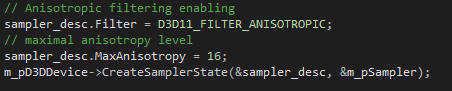 // Anisotropic filtering enabling
sampler_desc.Filter = D3D11_FILTER_ANISOTROPIC;
// maximal anisotropy level
sampler_desc.MaxAnisotropy = 16;
m_pD3DDevice->CreateSamplerState(&sampler_desc, &m_pSampler);